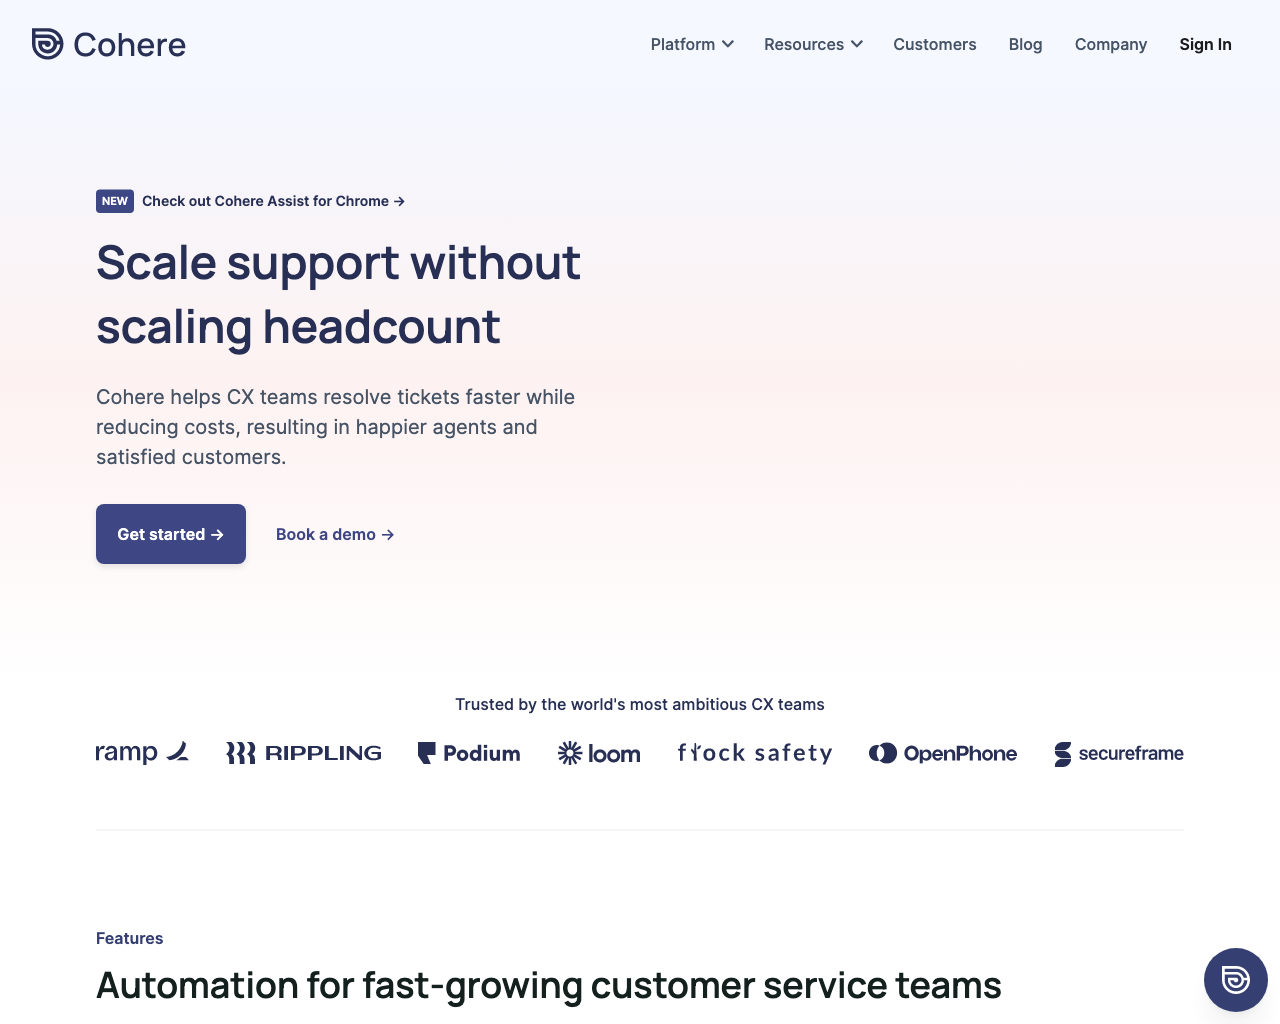 Cohere
Platform
Resources
Customers
Blog
Company
Sign In
NEW Check out Cohere Assist for Chrome →
Scale support without
scaling headcount
Cohere helps CX teams resolve tickets faster while
reducing costs, resulting in happier agents and
satisfied customers.
Get started →
Book a demo →
Trusted by the world's most ambitious CX teams
ramp
RIPPLING
Podium
loom
flock safety
OpenPhone
secureframe
Features
Automation for fast-growing customer service teams